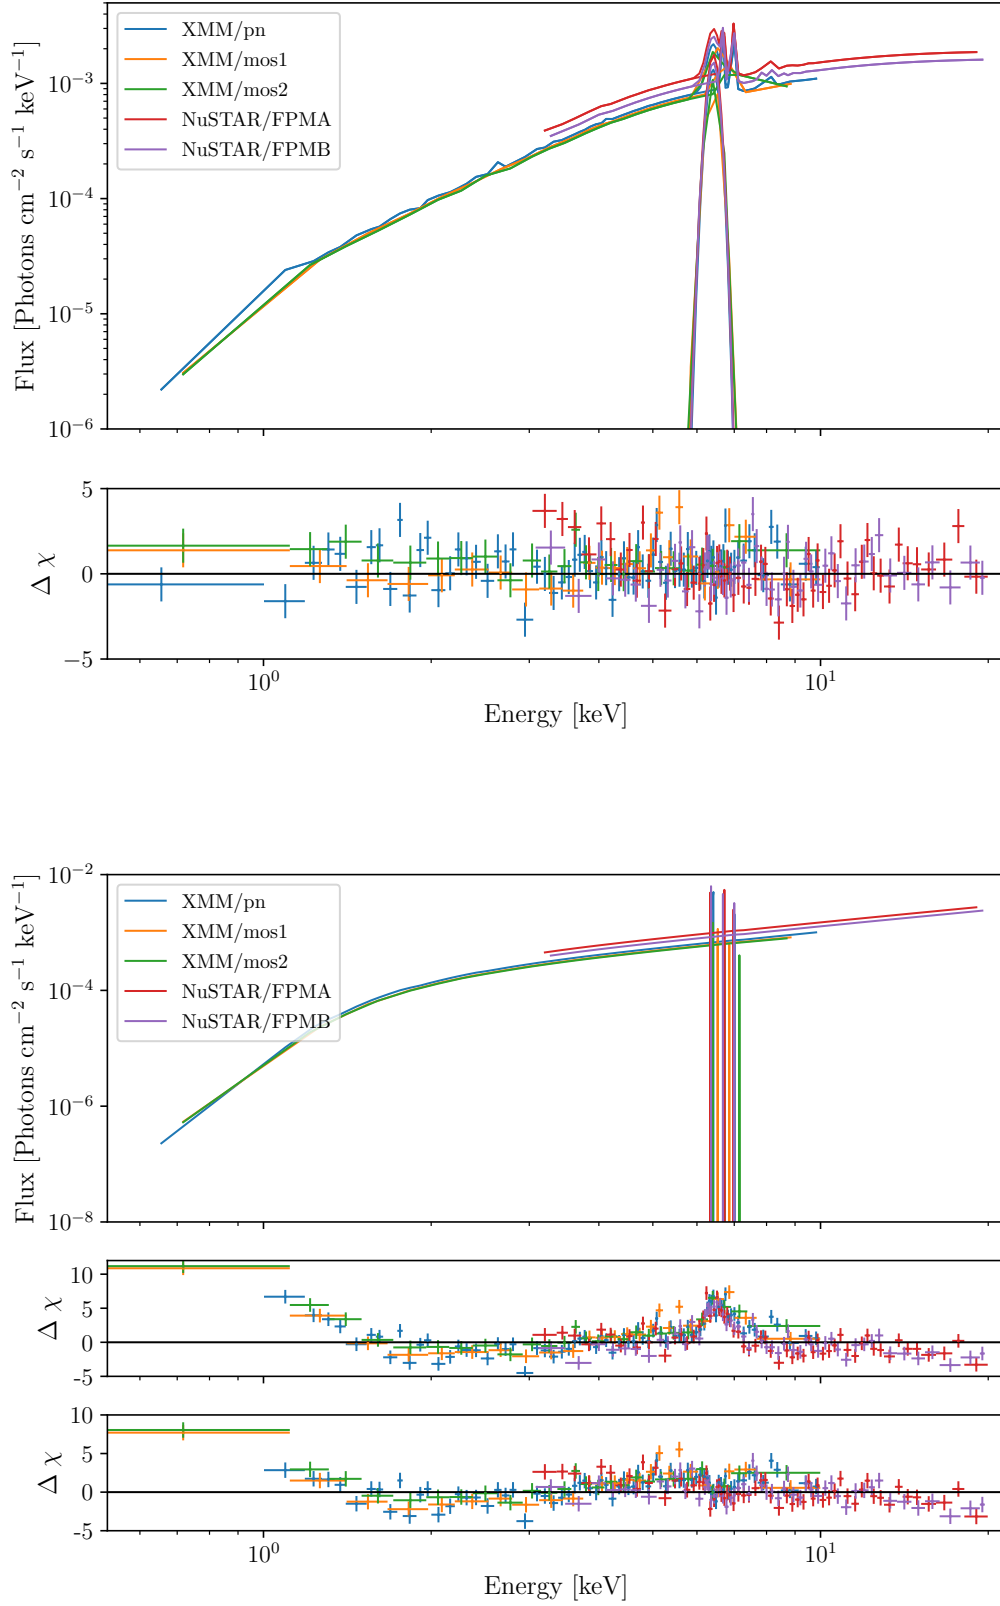 XMM/pn
XMM/mos1
XMM/mos2
NuSTAR/FPMA
NuSTAR/FPMB
Flux [Photons cm⁻² s⁻¹ keV⁻¹]
10⁻³
10⁻⁴
10⁻⁵
10⁻⁶
Δ χ
5
0
−5
10⁰ 10¹
Energy [keV]
XMM/pn
XMM/mos1
XMM/mos2
NuSTAR/FPMA
NuSTAR/FPMB
Flux [Photons cm⁻² s⁻¹ keV⁻¹]
10⁻²
10⁻⁴
10⁻⁶
10⁻⁸
Δ χ
10
5
0
-5
Δ χ
10
5
0
-5
10⁰ 10¹
Energy [keV]